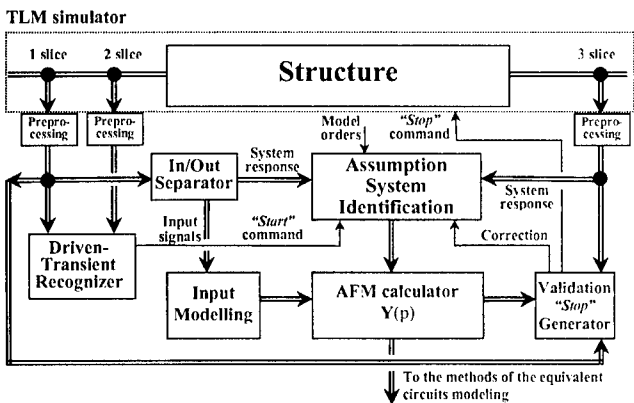 TLM simulator
1 slice
2 slice
3 slice
Structure
Prepro-
cessing
Prepro-
cessing
Prepro-
cessing
Model
orders
"Stop"
command
In/Out
Separator
System
response
Assumption
System
Identification
System
response
Input
signals
"Start"
command
Correction
Driven-
Transient
Recognizer
Input
Modelling
AFM calculator
Y(p)
Validation
"Stop"
Generator
To the methods of the equivalent
circuits modeling